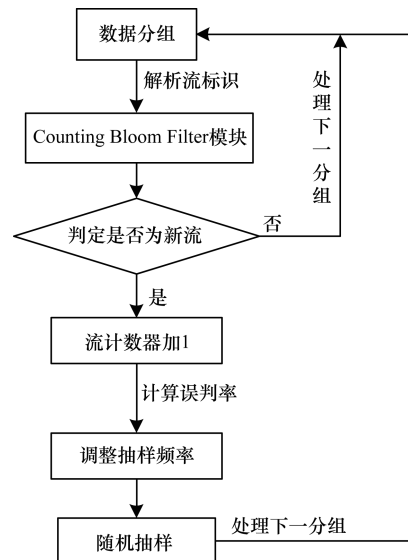 数据分组
解析流标识
处理下一分组
Counting Bloom Filter模块
判定是否为新流
否
是
流计数器加1
计算误判率
调整抽样频率
随机抽样
处理下一分组